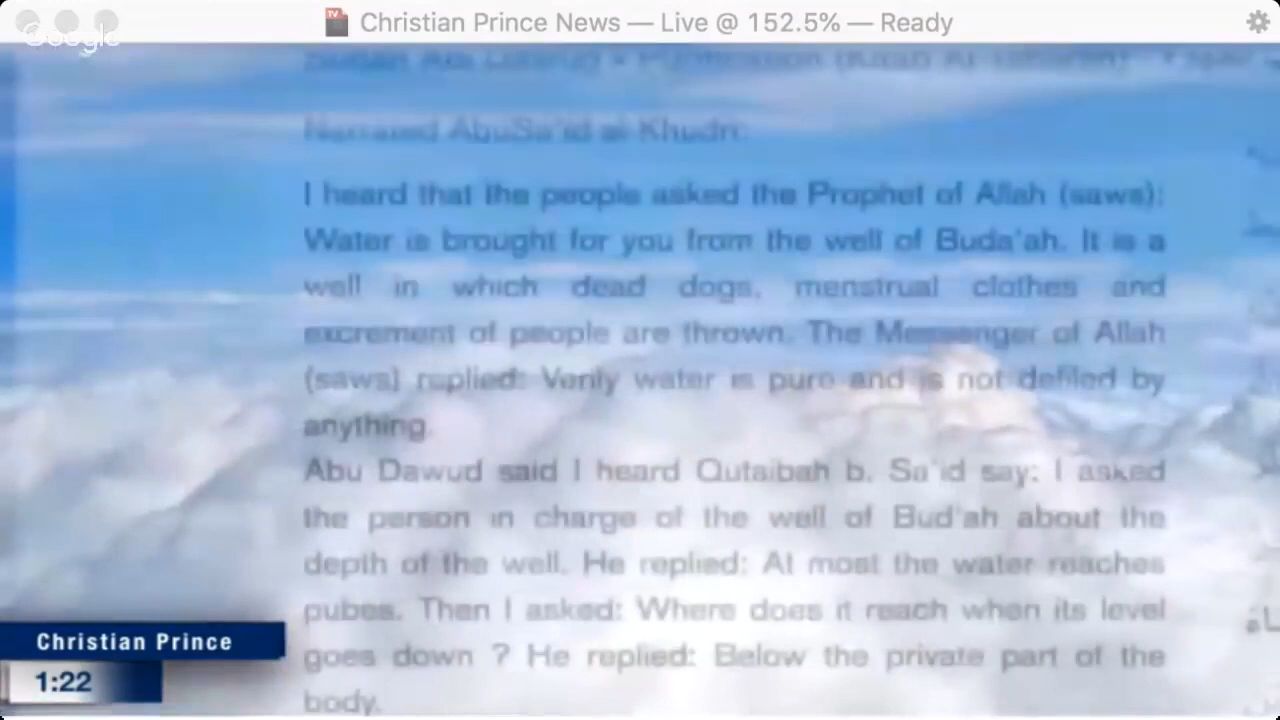 Christian Prince News — Live @ 152.5% — Ready
Google
Narrated AbuSa'id al-Khudri:
I heard that the people asked the Prophet of Allah (saws):
Water is brought for you from the well of Buda'ah. It is a
well in which dead dogs, menstrual clothes and
excrement of people are thrown. The Messenger of Allah
(saws) replied: Verily water is pure and is not defiled by
anything.
Abu Dawud said I heard Qutaibah b. Sa'id say: I asked
the person in charge of the well of Bud'ah about the
depth of the well. He replied: At most the water reaches
pubes. Then I asked: Where does it reach when its level
goes down ? He replied: Below the private part of the
body.
Christian Prince
1:22